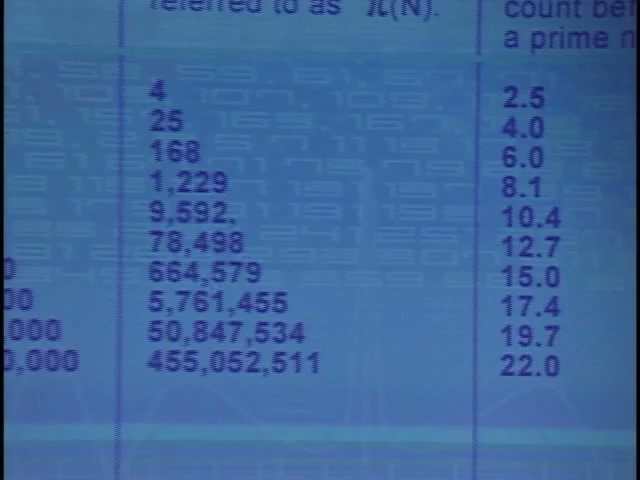 referred to as π(N).
count bef
a prime n
4 2.5
25 4.0
168 6.0
1,229 8.1
9,592. 10.4
78,498 12.7
0 664,579 15.0
00 5,761,455 17.4
,000 50,847,534 19.7
0,000 455,052,511 22.0